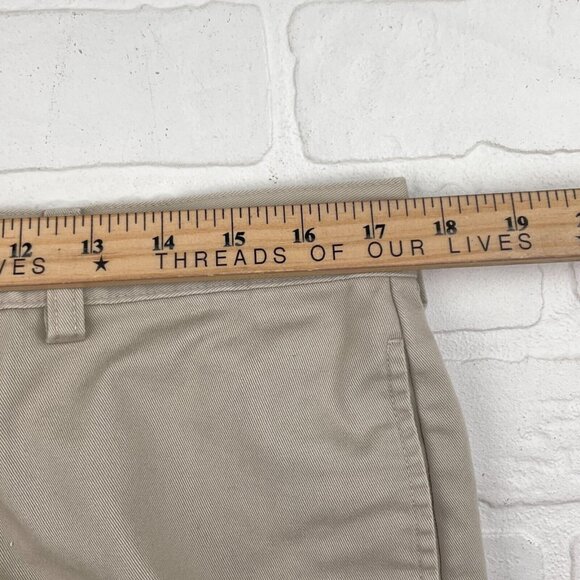 12 13 14 15 16 17 18 19
VES ★ THREADS OF OUR LIVES